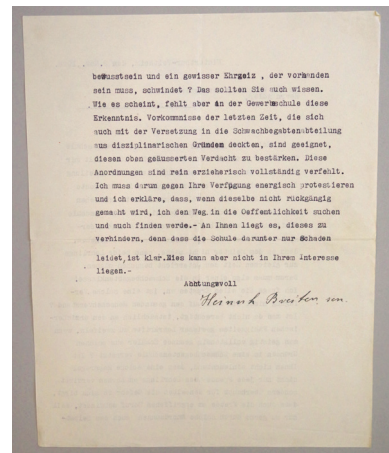 bewusstsein und ein gewisser Ehrgeiz , der vorhanden
sein muss, schwindet ? Das sollten Sie auch wissen.
Wie es scheint, fehlt aber an der Gewerbeschule diese
Erkenntnis. Vorkommnisse der letzten Zeit, die sich
auch mit der Versetzung in die Schwachbegabtenabteilung
aus disziplinarischen Gründen deckten, sind geeignet,
diesen oben geäusserten Verdacht zu bestärken. Diese
Anordnungen sind rein erzieherisch vollständig verfehlt.
Ich muss darum gegen Ihre Verfügung energisch protestieren
und ich erkläre, dass, wenn dieselbe nicht rückgängig
gemacht wird, ich den Weg in die Oeffentlichkeit suchen
und auch finden werde.- An Ihnen liegt es, dieses zu
verhindern, denn dass die Schule darunter nur Schaden
leidet,ist klar.Dies kann aber nicht in Ihrem Interesse
liegen.-
Achtungsvoll
Heinrich